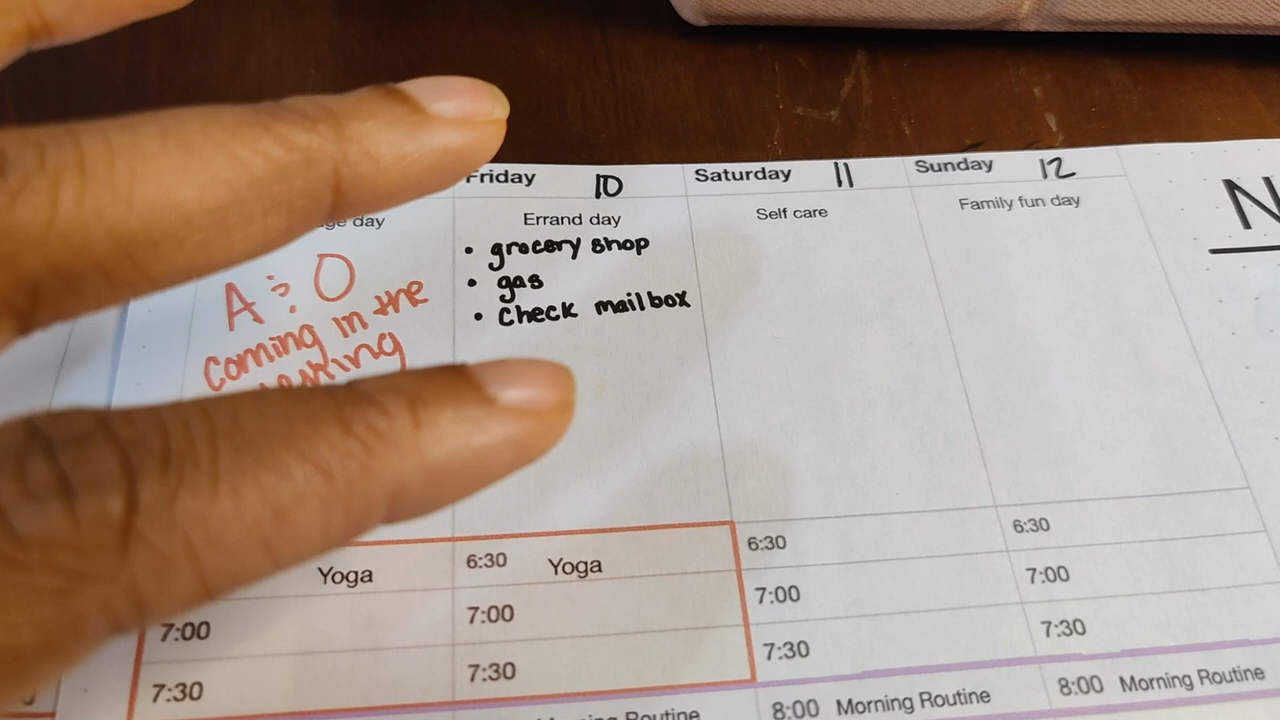 Friday 10
Saturday 11
Sunday 12
N
day
Errand day
Self care
Family fun day
A & O
coming in the
• grocery shop
• gas
• check mailbox
Yoga
7:00
7:30
6:30 Yoga
7:00
7:30
6:30
7:00
7:30
6:30
7:00
7:30
Routine
8:00 Morning Routine
8:00 Morning Routine